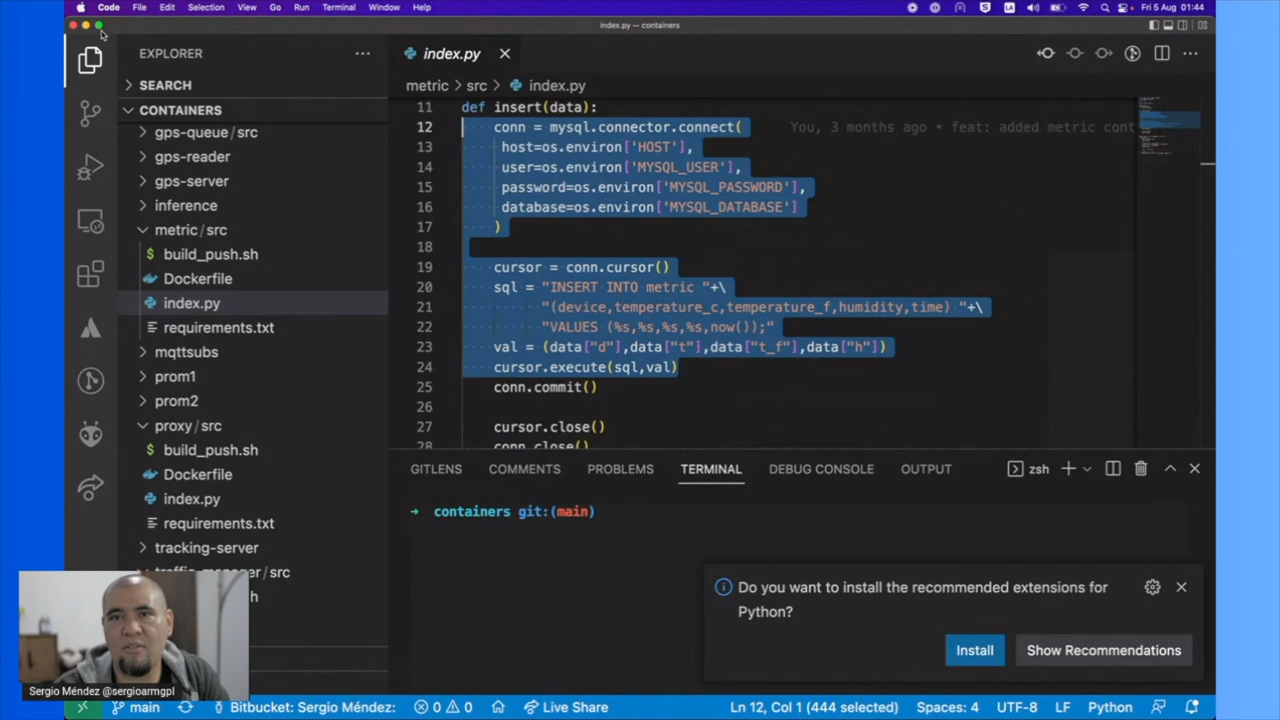 Code File Edit Selection View Go Run Terminal Window Help
LA
Fri 5 Aug 01:44
index.py — containers
EXPLORER
SEARCH
CONTAINERS
gps-queue / src
gps-reader
gps-server
inference
metric / src
$ build_push.sh
Dockerfile
index.py
requirements.txt
mqttsubs
prom1
prom2
proxy / src
$ build_push.sh
Dockerfile
index.py
requirements.txt
tracking-server
traffic_manager / src
index.py
metric > src > index.py
11 def insert(data):
12 conn = mysql.connector.connect( You, 3 months ago • feat: added metric cont
13 host=os.environ['HOST'],
14 user=os.environ['MYSQL_USER'],
15 password=os.environ['MYSQL_PASSWORD'],
16 database=os.environ['MYSQL_DATABASE']
17 )
18
19 cursor = conn.cursor()
20 sql = "INSERT INTO metric "+\
21 "(device,temperature_c,temperature_f,humidity,time) "+\
22 "VALUES (%s,%s,%s,%s,now());"
23 val = (data["d"],data["t"],data["t_f"],data["h"])
24 cursor.execute(sql,val)
25 conn.commit()
26
27 cursor.close()
28 conn.close()
GITLENS COMMENTS PROBLEMS TERMINAL DEBUG CONSOLE OUTPUT zsh
→ containers git:(main)
Do you want to install the recommended extensions for
Python?
Install
Show Recommendations
Sergio Méndez @sergioarmgpl
main Bitbucket: Sergio Méndez: 0 0 Live Share Ln 12, Col 1 (444 selected) Spaces: 4 UTF-8 LF Python